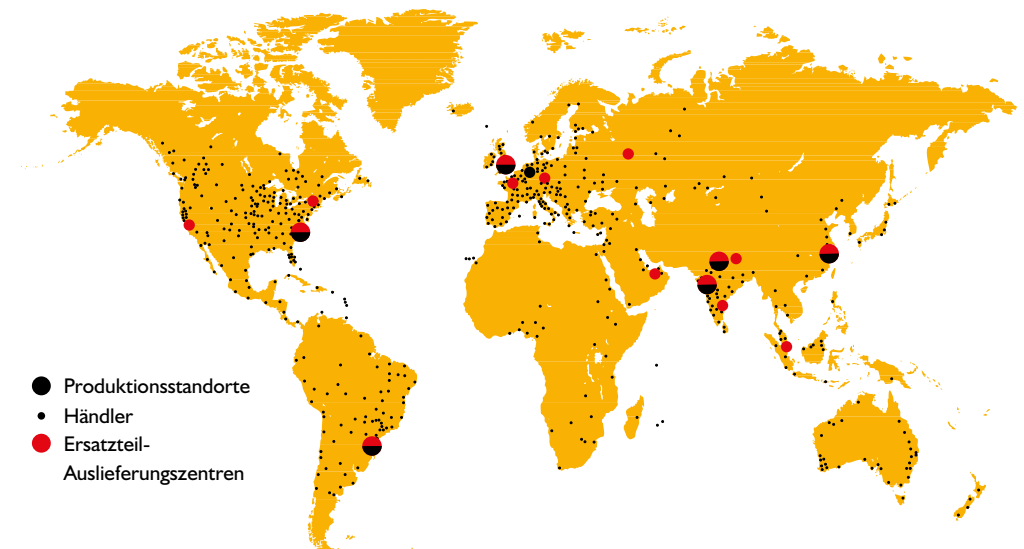 Produktionsstandorte
Händler
Ersatzteil-
Auslieferungszentren